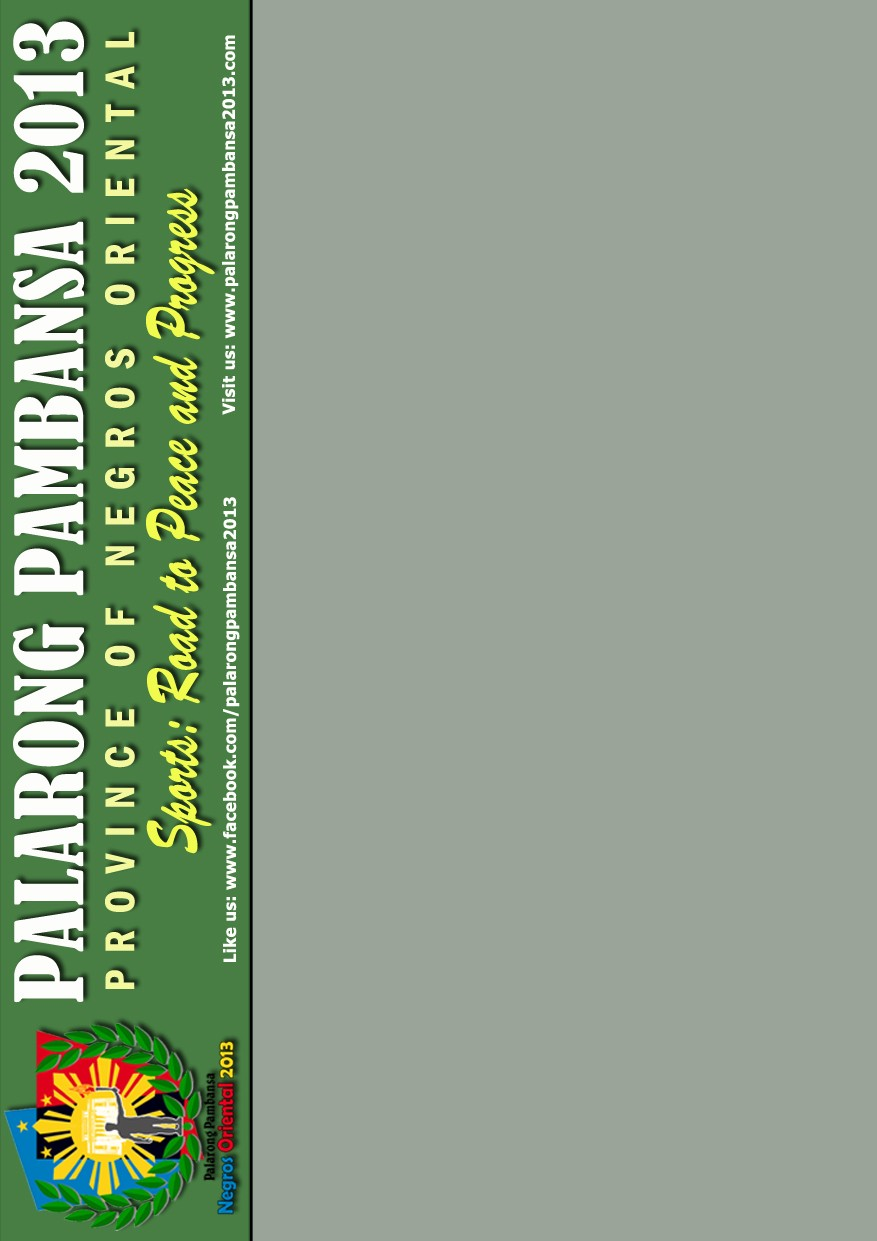 PALARONG PAMBANSA 2013
PROVINCE OF NEGROS ORIENTAL
Sports: Road to Peace and Progress
Like us: www.facebook.com/palarongpambansa2013
Visit us: www.palarongpambansa2013.com
Palarong Pambansa
Negros Oriental 2013